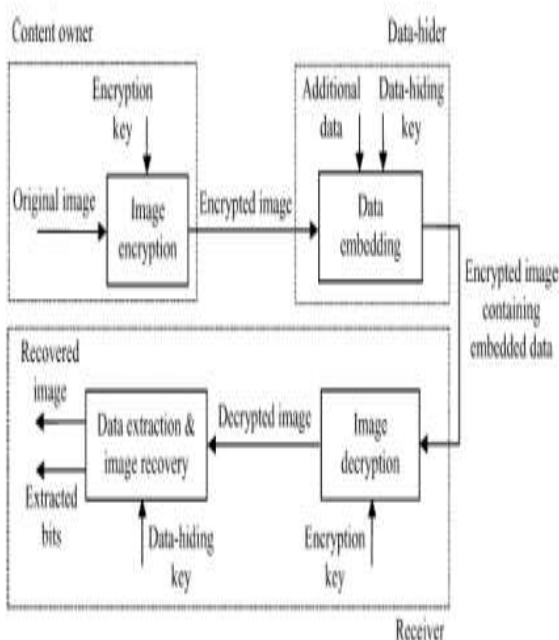 Content owner
Data-hider
Encryption
key
Additional
data
Data-hiding
key
Original image
Image
encryption
Encrypted image
Data
embedding
Encrypted image
containing
embedded data
Recovered
image
Data extraction &
image recovery
Decrypted image
Image
decryption
Extracted
bits
Data-hiding
key
Encryption
key
Receiver